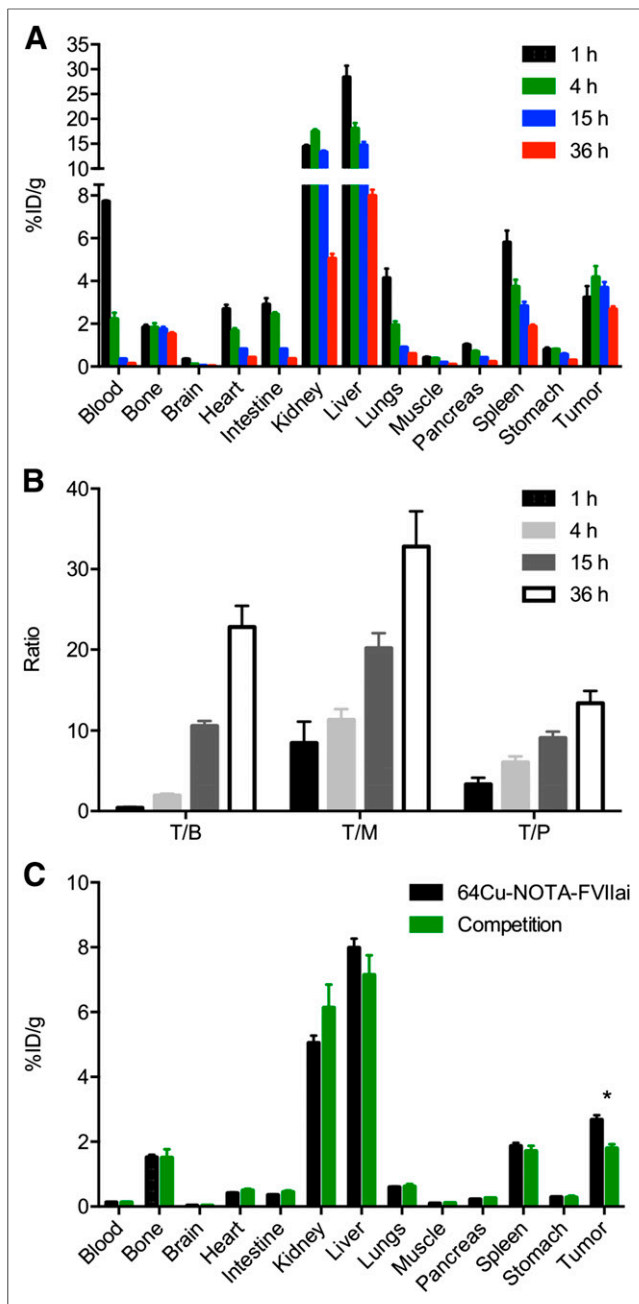 A
1 h
4 h
15 h
36 h
%ID/g
35
30
25
20
15
10
8
6
4
2
0
Blood
Bone
Brain
Heart
Intestine
Kidney
Liver
Lungs
Muscle
Pancreas
Spleen
Stomach
Tumor
B
1 h
4 h
15 h
36 h
Ratio
40
30
20
10
0
T/B
T/M
T/P
C
64Cu-NOTA-FVIIai
Competition
%ID/g
10
8
6
4
2
0
*
Blood
Bone
Brain
Heart
Intestine
Kidney
Liver
Lungs
Muscle
Pancreas
Spleen
Stomach
Tumor